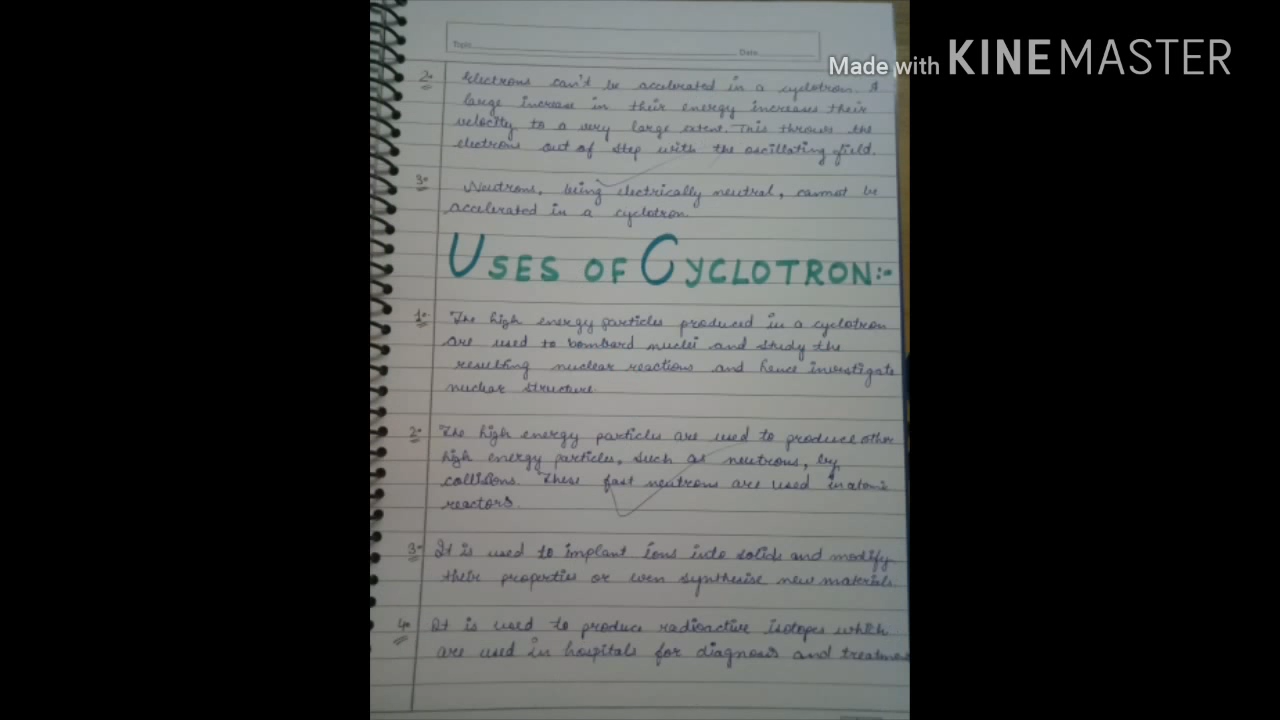 Made with KINEMASTER
Topic Date
2. Electrons can't be accelerated in a cyclotron. A
large increase in their energy increases their
velocity to a very large extent. This throws the
electrons out of step with the oscillating field.
3. Neutrons, being electrically neutral, cannot be
accelerated in a cyclotron.
USES OF CYCLOTRON:-
1. The high energy particles produced in a cyclotron
are used to bombard nuclei and study the
resulting nuclear reactions and hence investigate
nuclear structure.
2. The high energy particles are used to produce other
high energy particles, such as neutrons, by
collisions. These fast neutrons are used in atomic
reactors.
3. It is used to implant ions into solids and modify
their properties or even synthesise new materials.
4. It is used to produce radioactive isotopes which
are used in hospitals for diagnosis and treatment